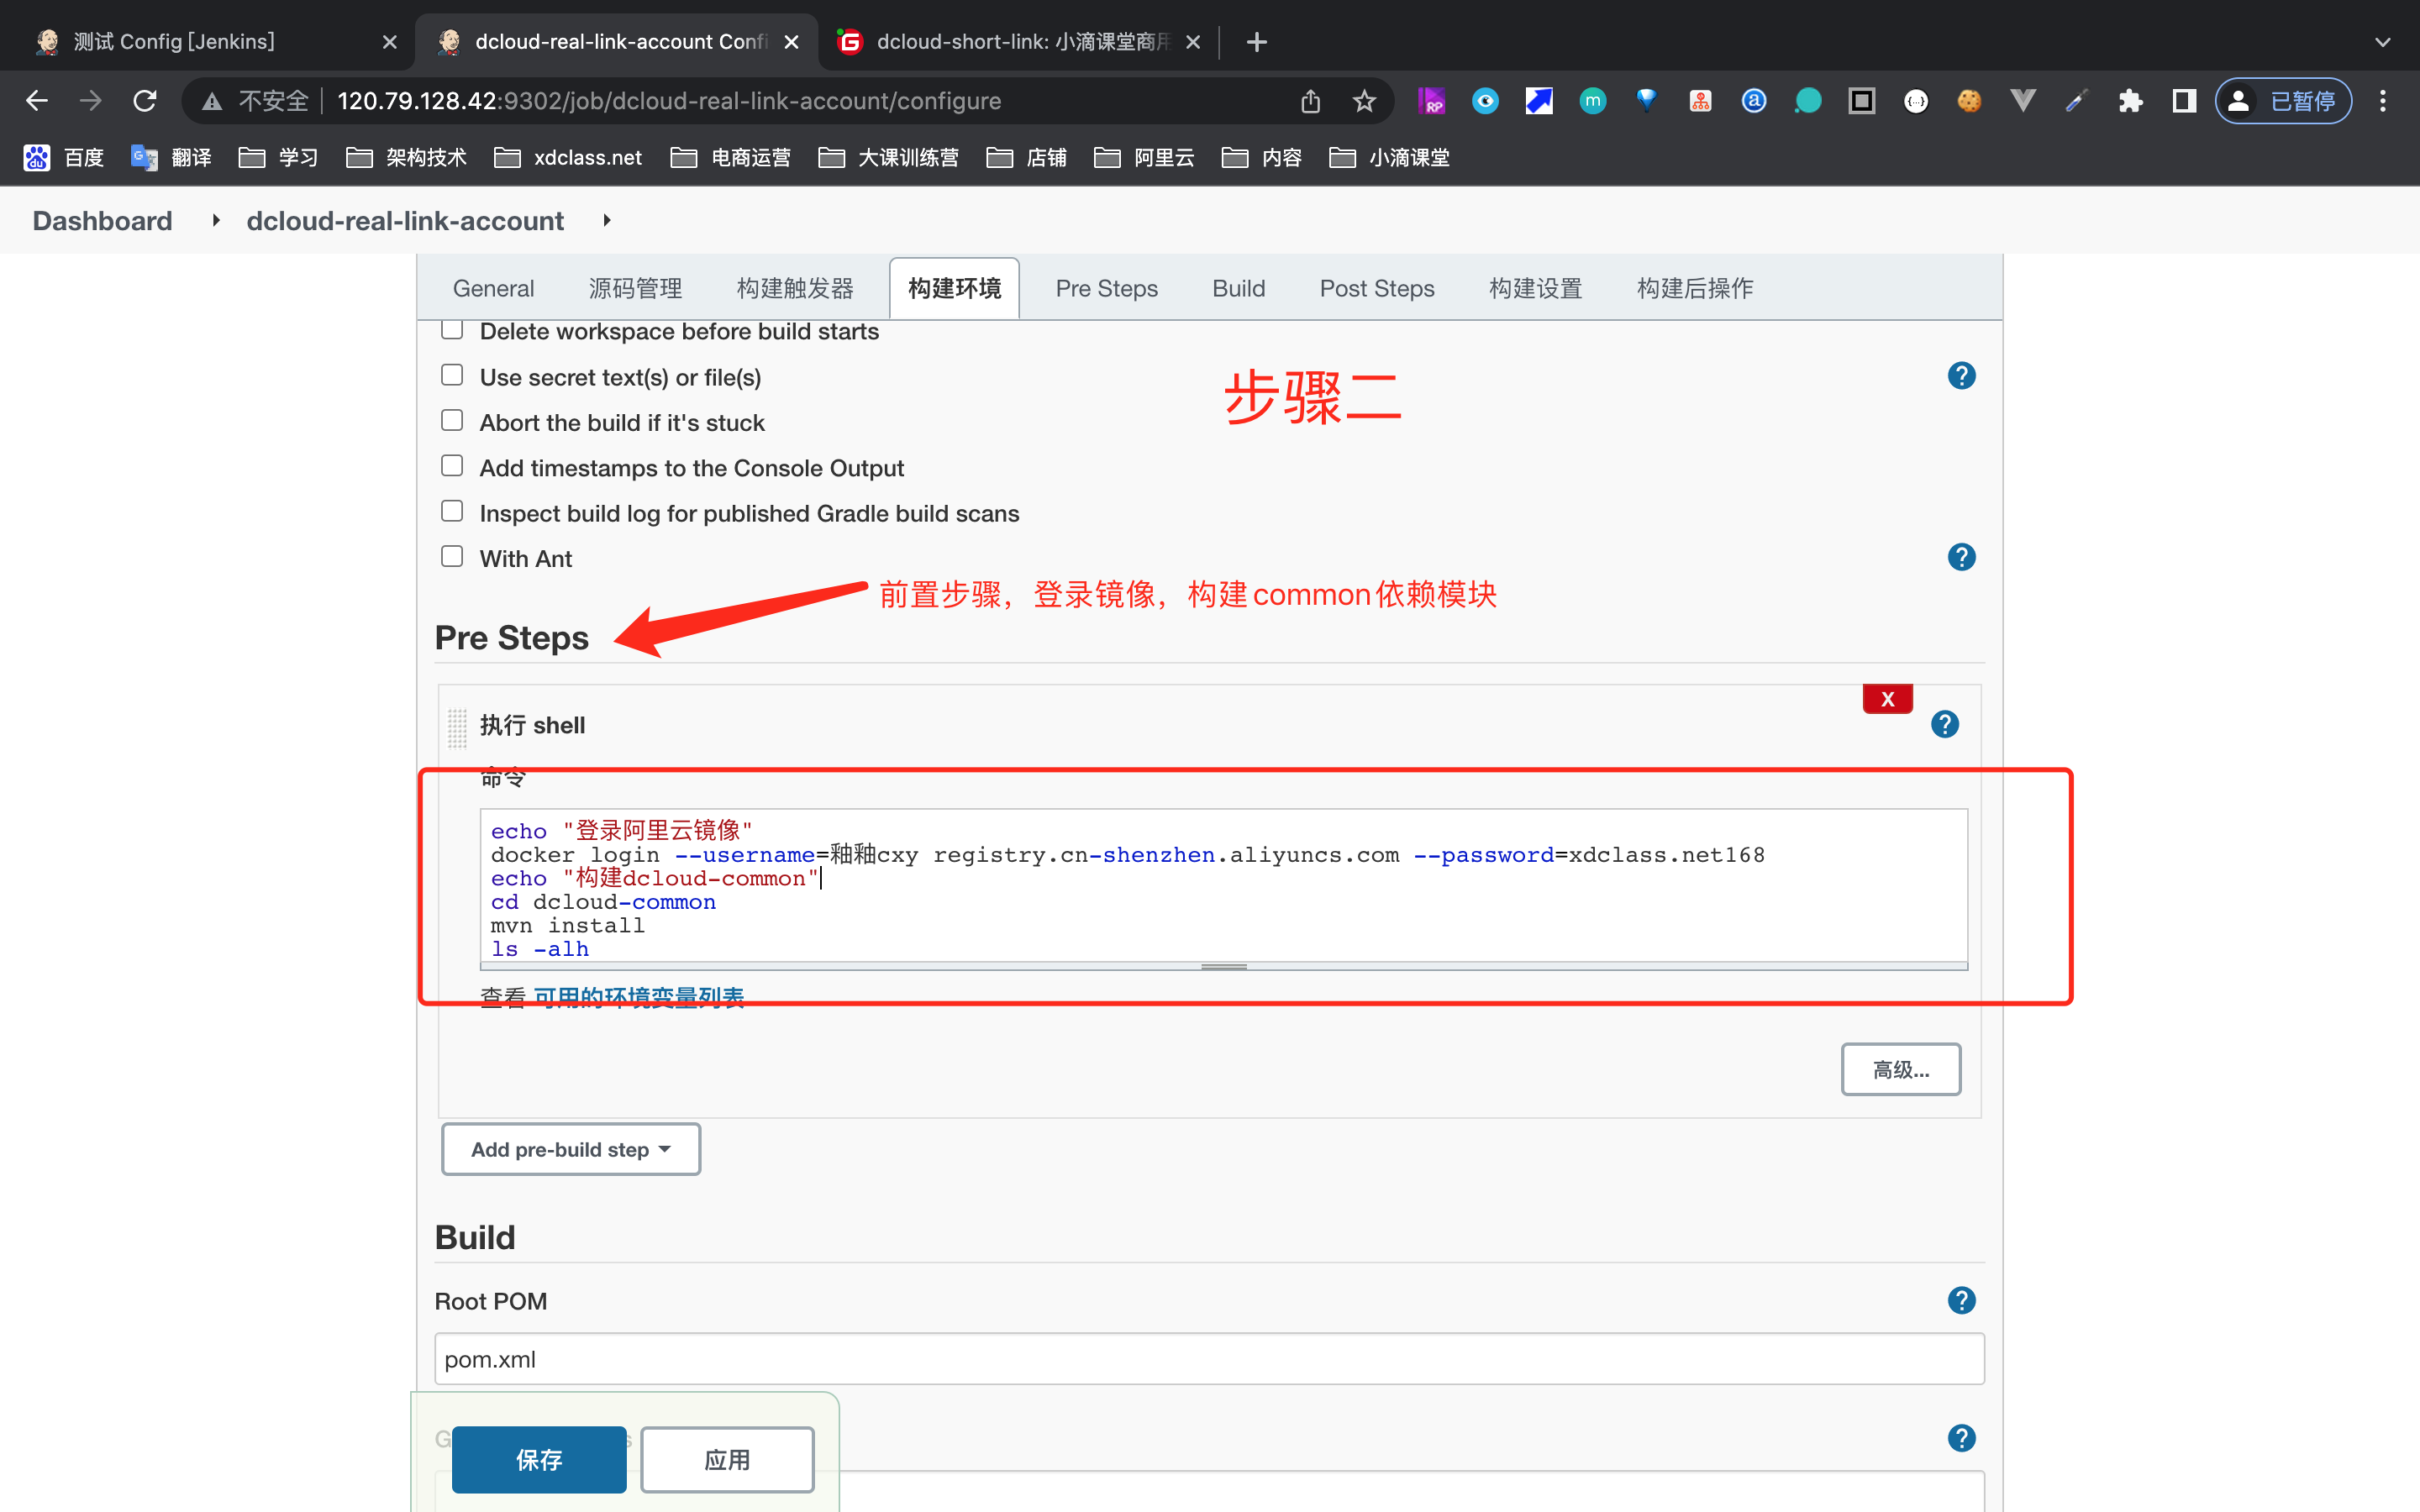 测试 Config [Jenkins]
dcloud-real-link-account Confi
dcloud-short-link: 小滴课堂商用
不安全
120.79.128.42:9302/job/dcloud-real-link-account/configure
已暂停
百度
翻译
学习
架构技术
xdclass.net
电商运营
大课训练营
店铺
阿里云
内容
小滴课堂
Dashboard
dcloud-real-link-account
General
源码管理
构建触发器
构建环境
Pre Steps
Build
Post Steps
构建设置
构建后操作
Delete workspace before build starts
Use secret text(s) or file(s)
步骤二
Abort the build if it's stuck
Add timestamps to the Console Output
Inspect build log for published Gradle build scans
With Ant
前置步骤，登录镜像，构建common依赖模块
Pre Steps
X
执行 shell
命令
echo "登录阿里云镜像"
docker login --username=釉釉cxy registry.cn-shenzhen.aliyuncs.com --password=xdclass.net168
echo "构建dcloud-common"
cd dcloud-common
mvn install
ls -alh
查看 可用的环境变量列表
高级...
Add pre-build step
Build
Root POM
pom.xml
保存
应用